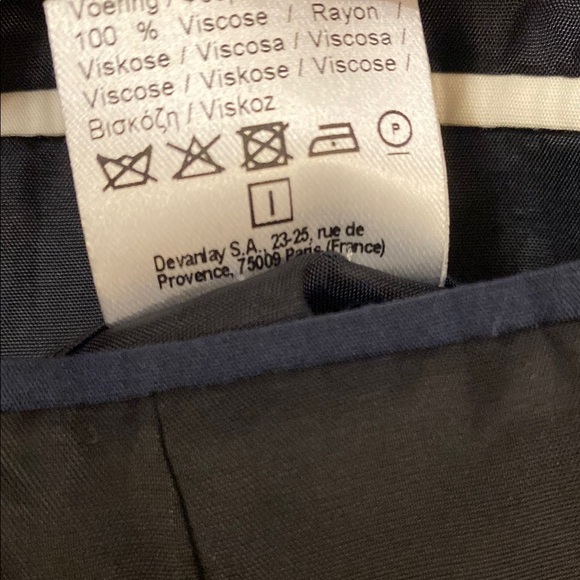 Voering /
100 % Viscose / Rayon /
Viskose / Viscosa / Viscosa /
Viscose / Viskose / Viscose /
Βισκόζη / Viskoz
P
Devanlay S.A., 23-25, rue de
Provence, 75009 Paris (France)